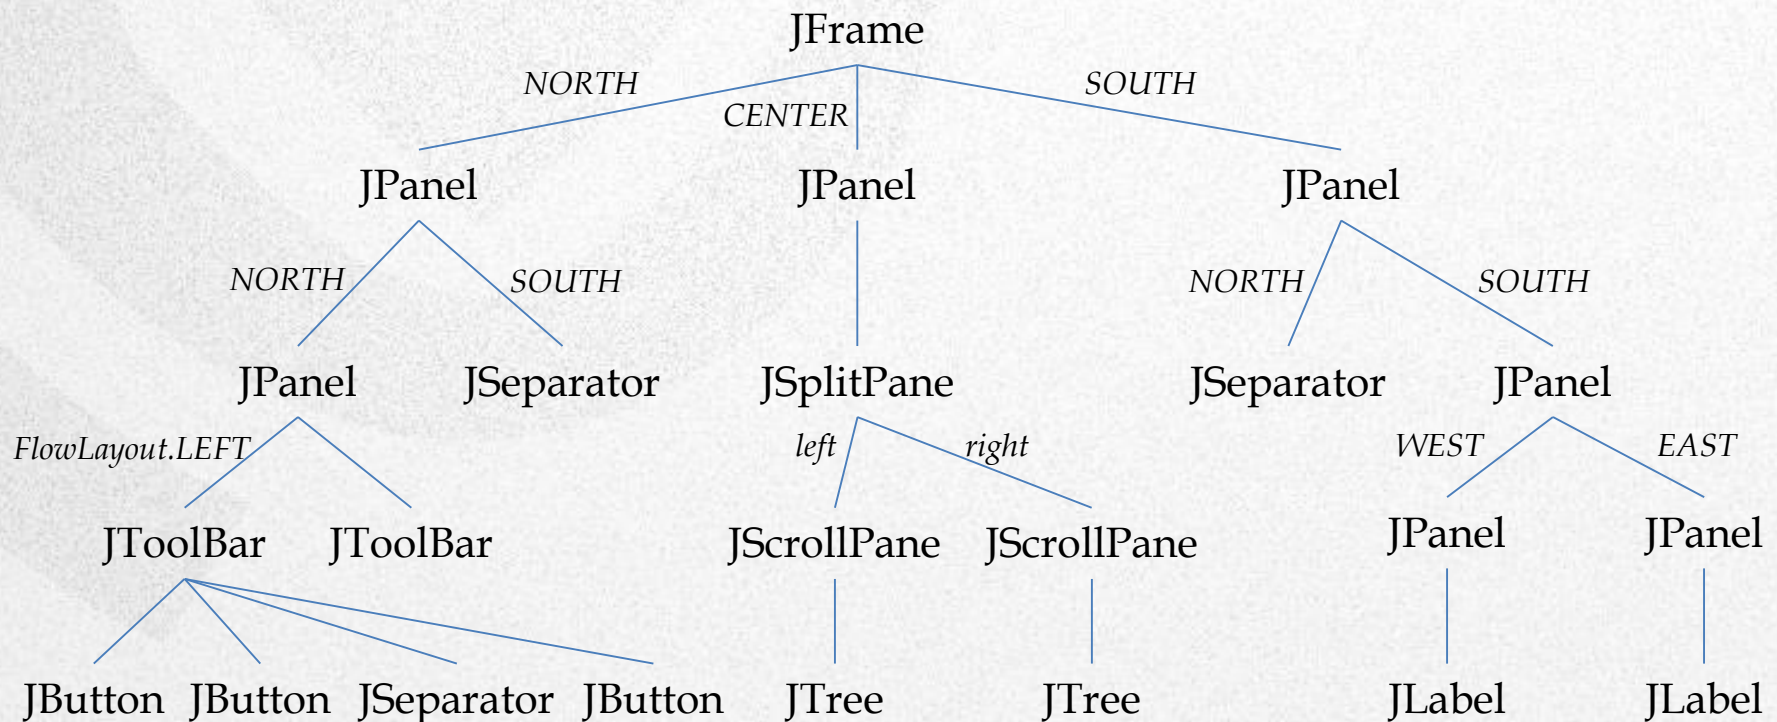 JFrame
NORTH
CENTER
SOUTH
JPanel
JPanel
JPanel
NORTH
SOUTH
NORTH
SOUTH
JPanel
JSeparator
JSplitPane
JSeparator
JPanel
FlowLayout.LEFT
left
right
WEST
EAST
JToolBar
JToolBar
JScrollPane
JScrollPane
JPanel
JPanel
JButton
JButton
JSeparator
JButton
JTree
JTree
JLabel
JLabel